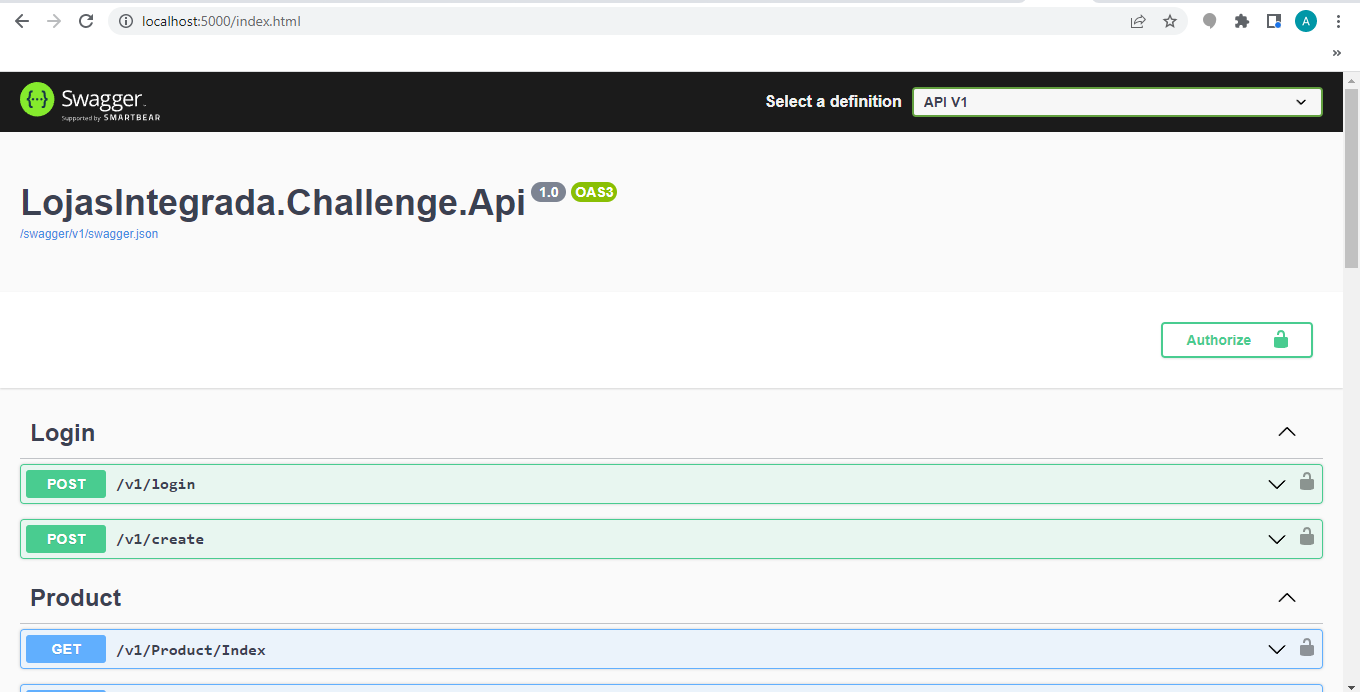 localhost:5000/index.html
A
»
{···} Swagger
Supported by SMARTBEAR
Select a definition
API V1
LojasIntegrada.Challenge.Api 1.0 OAS3
/swagger/v1/swagger.json
Authorize
Login
POST /v1/login
POST /v1/create
Product
GET /v1/Product/Index